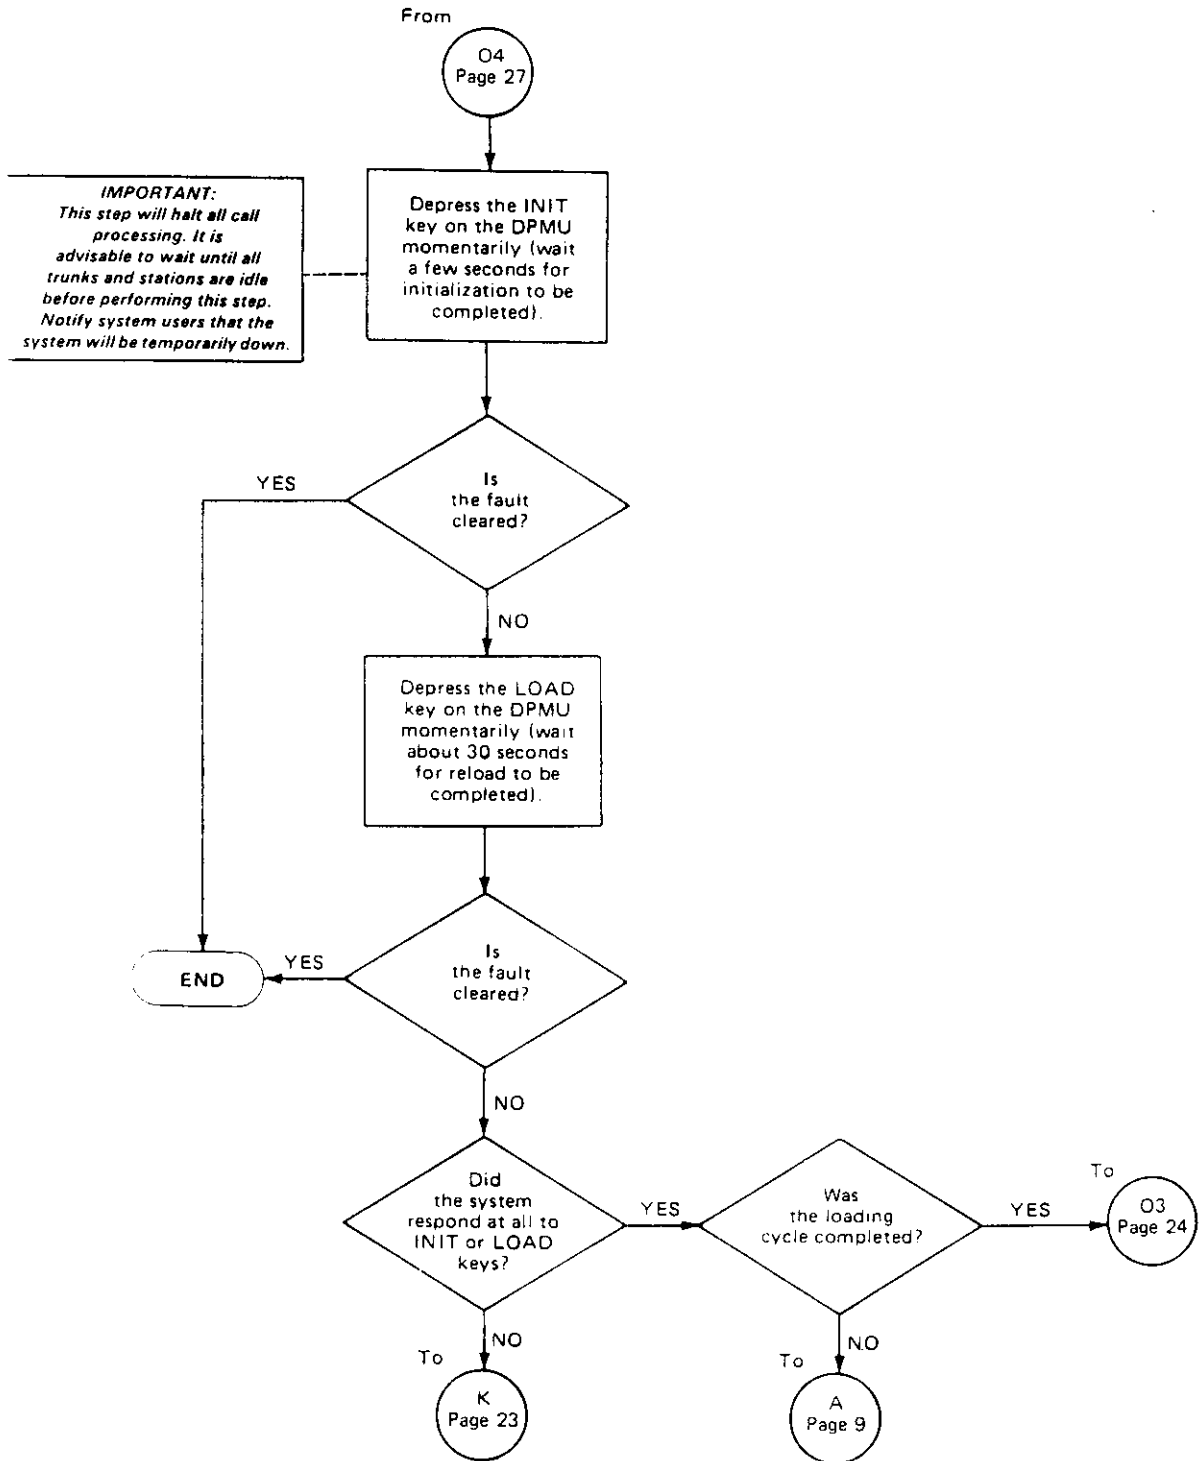 From
O4
Page 27
IMPORTANT:
This step will halt all call
processing. It is
advisable to wait until all
trunks and stations are idle
before performing this step.
Notify system users that the
system will be temporarily down.
Depress the INIT
key on the DPMU
momentarily (wait
a few seconds for
initialization to be
completed).
YES
Is
the fault
cleared?
NO
Depress the LOAD
key on the DPMU
momentarily (wait
about 30 seconds
for reload to be
completed).
END
YES
Is
the fault
cleared?
NO
Did
the system
respond at all to
INIT or LOAD
keys?
YES
Was
the loading
cycle completed?
YES
To
O3
Page 24
NO
To
K
Page 23
NO
To
A
Page 9